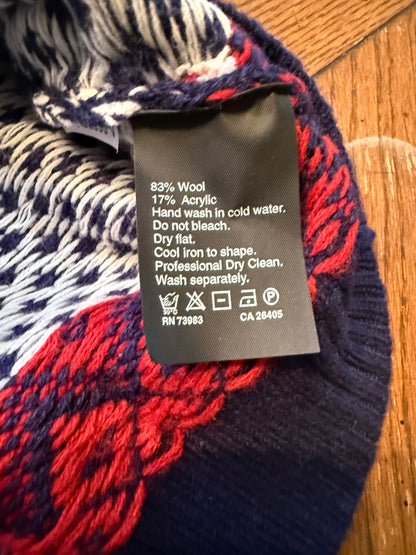 83% Wool
17% Acrylic
Hand wash in cold water.
Do not bleach.
Dry flat.
Cool iron to shape.
Professional Dry Clean.
Wash separately.
30°C P
RN 73983 CA 26405